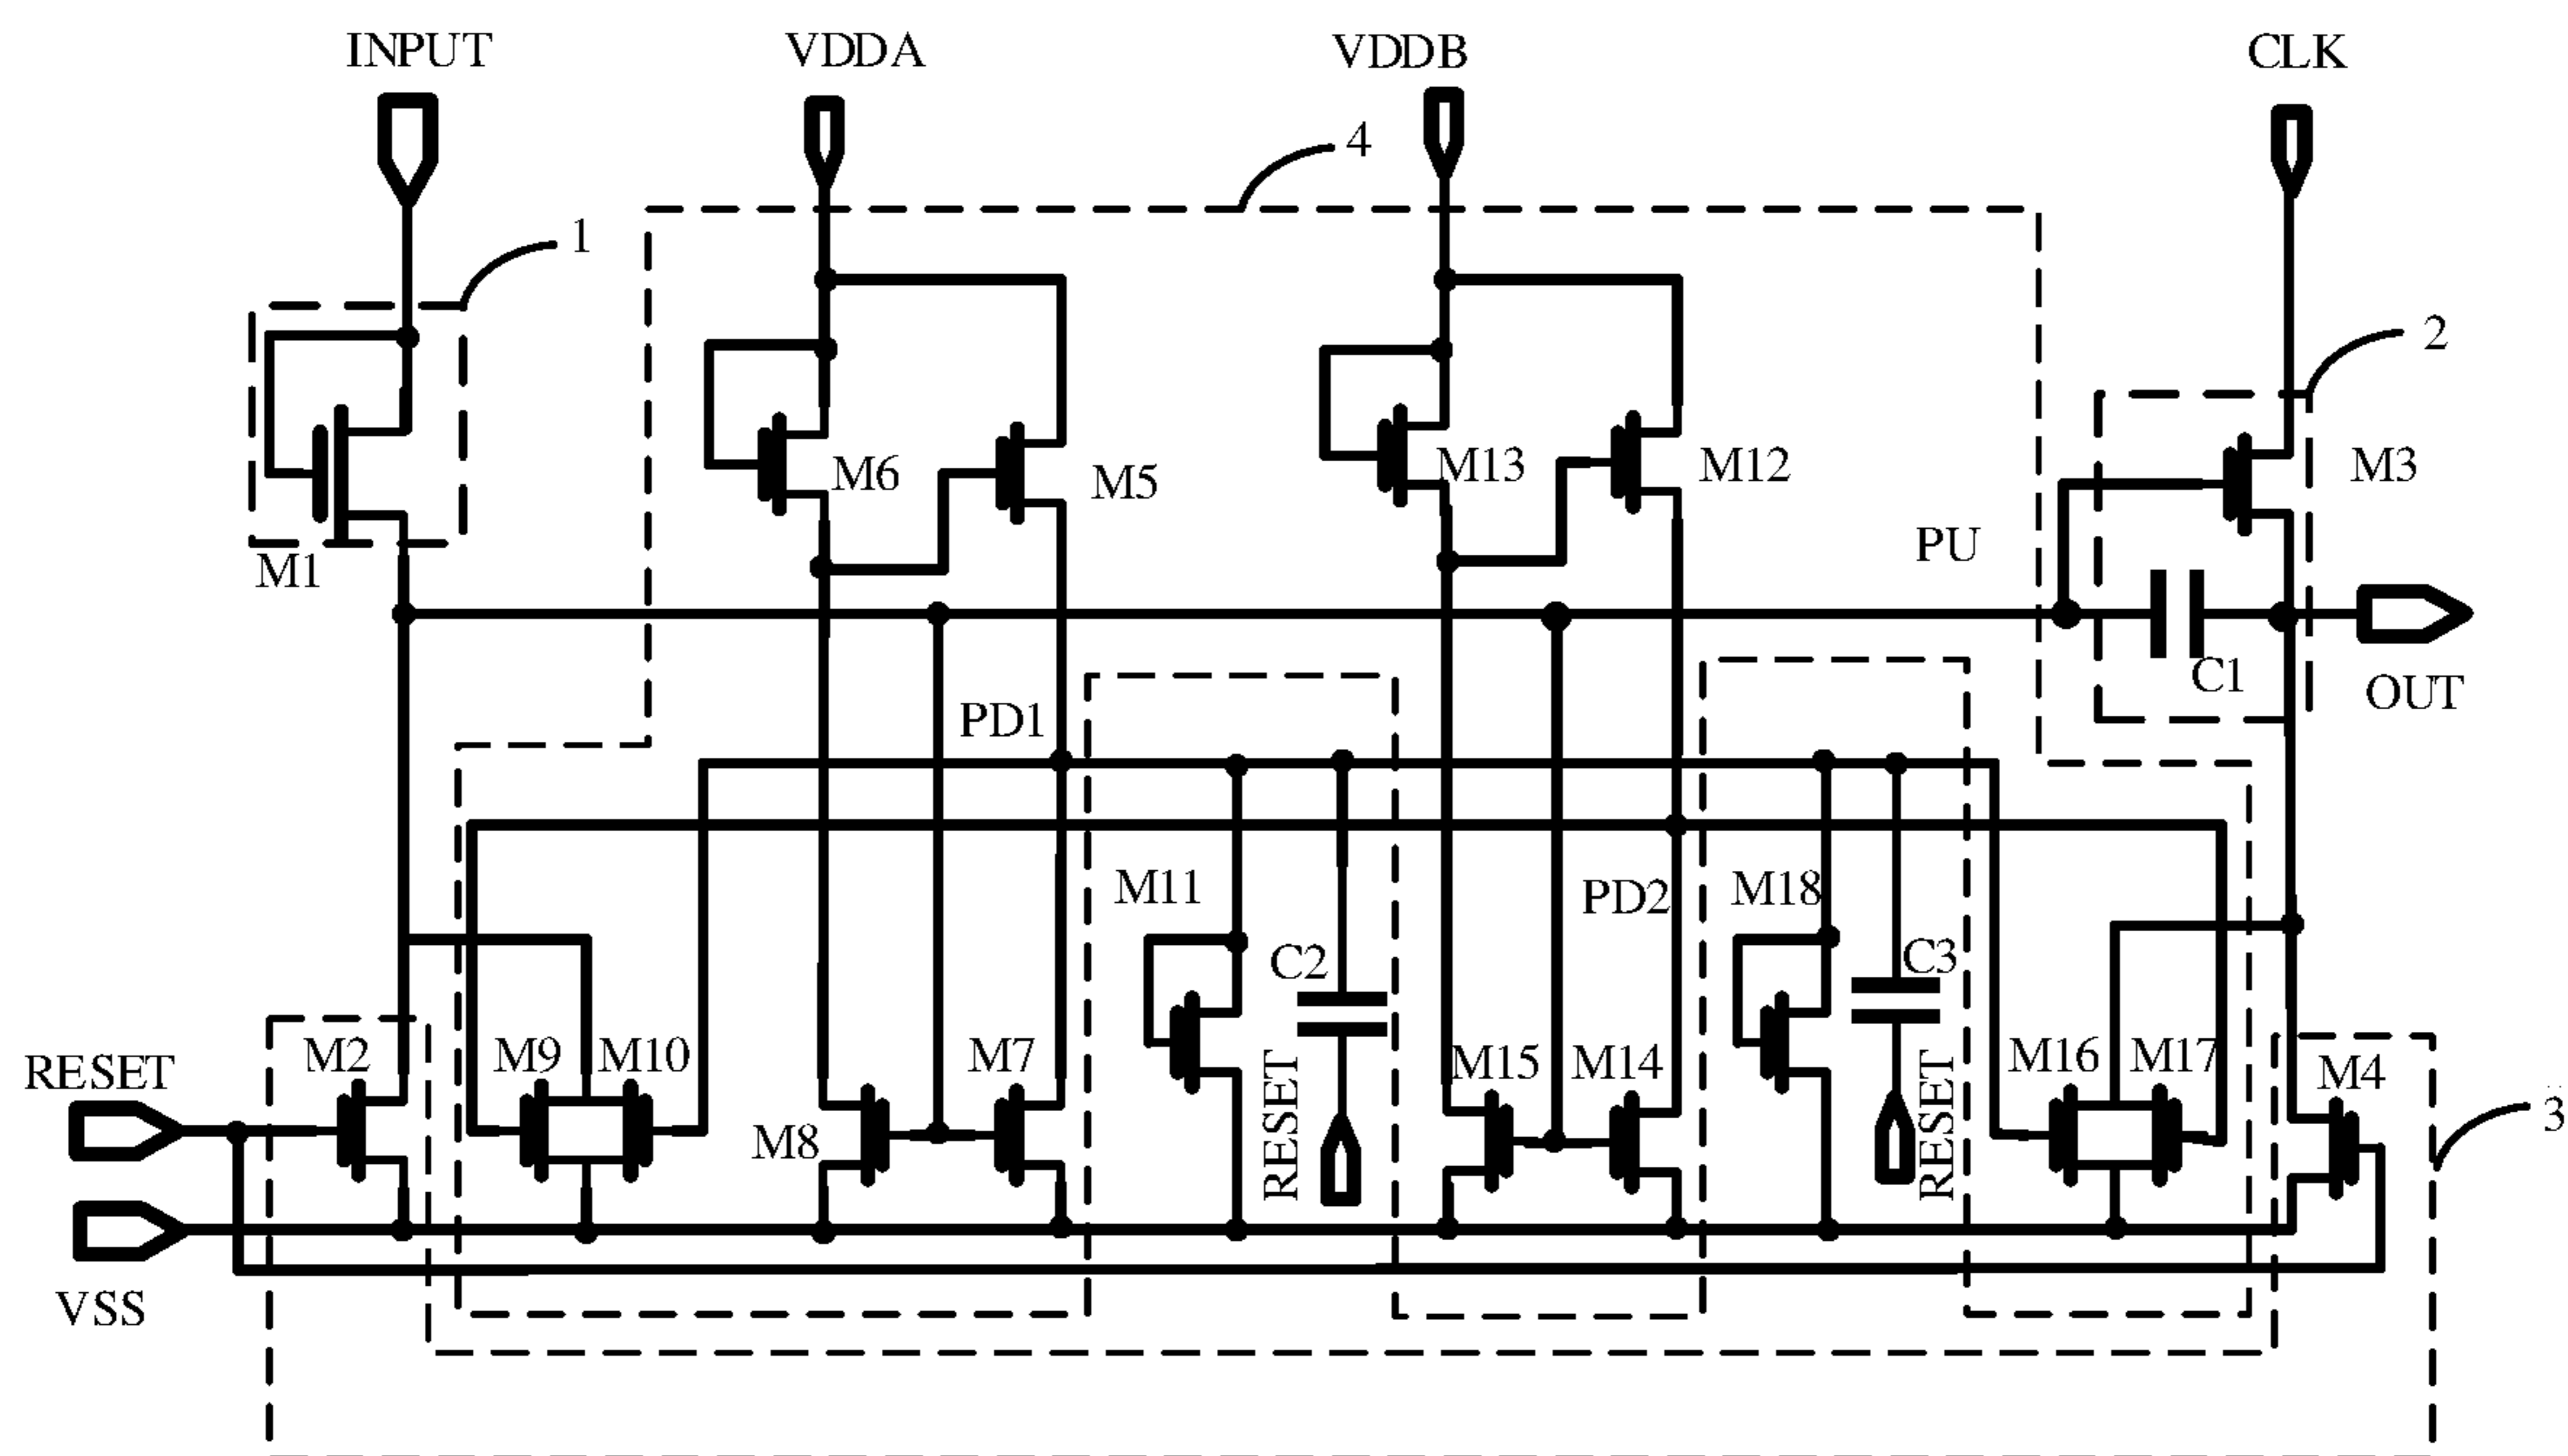 INPUT
VDDA
VDDB
CLK
4
1
2
M6
M5
M13
M12
M3
M1
PU
C1
OUT
PD1
M11
PD2
M18
C2
C3
RESET
M2
M9
M10
M7
M8
RESET
M15
M14
RESET
M16
M17
M4
3
VSS